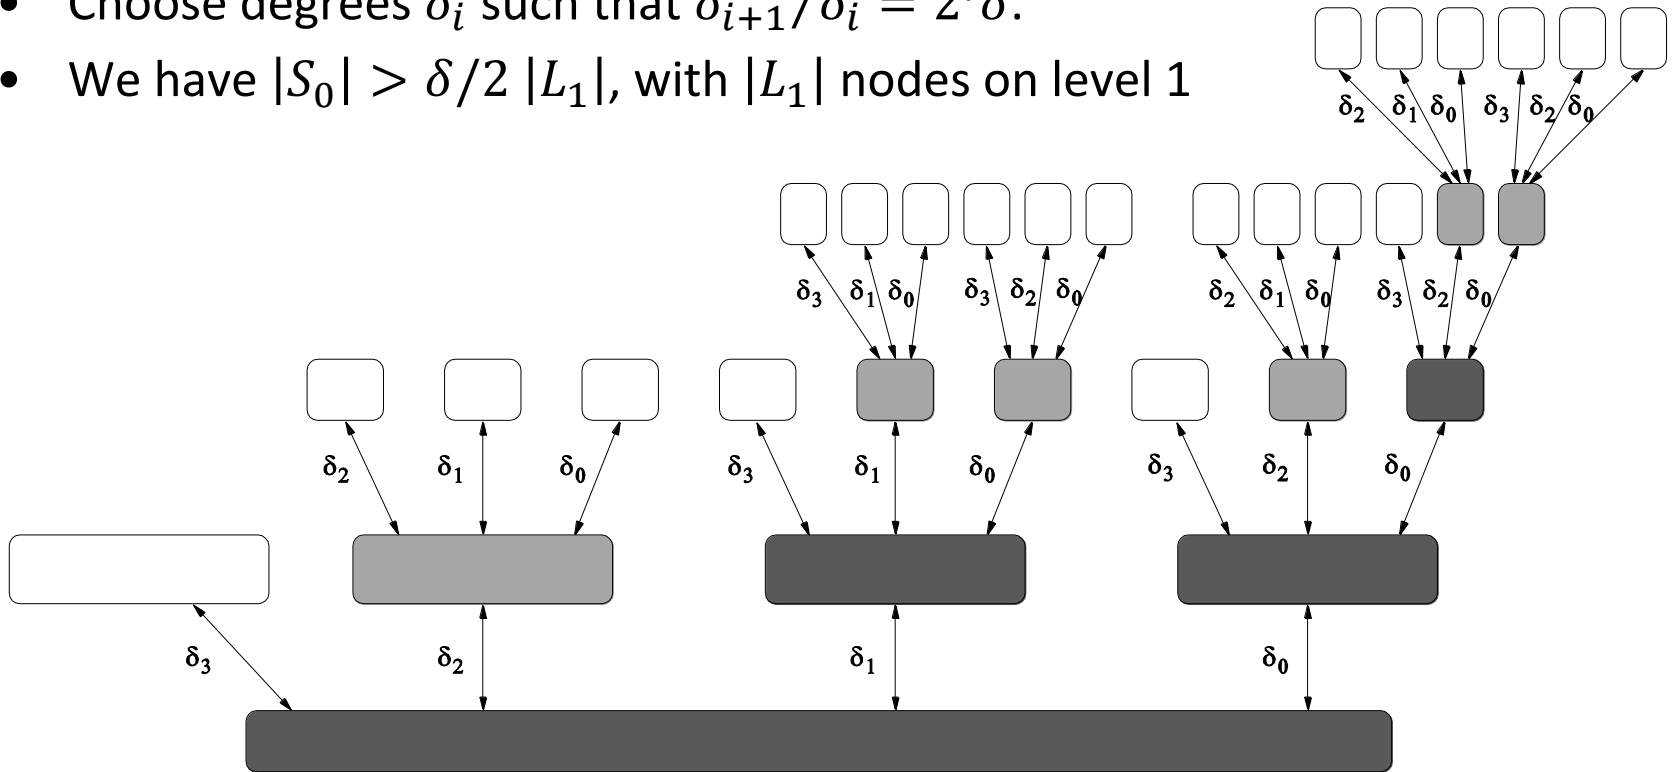 • Choose degrees δᵢ such that δᵢ₊₁/δᵢ = 2ⁱδ.
• We have |S₀| > δ/2 |L₁|, with |L₁| nodes on level 1
δ₂ δ₁ δ₀ δ₃ δ₂ δ₀
δ₃ δ₁ δ₀ δ₃ δ₂ δ₀ δ₂ δ₁ δ₀ δ₃ δ₂ δ₀
δ₂ δ₁ δ₀ δ₃ δ₁ δ₀ δ₃ δ₂ δ₀
δ₃ δ₂ δ₁ δ₀